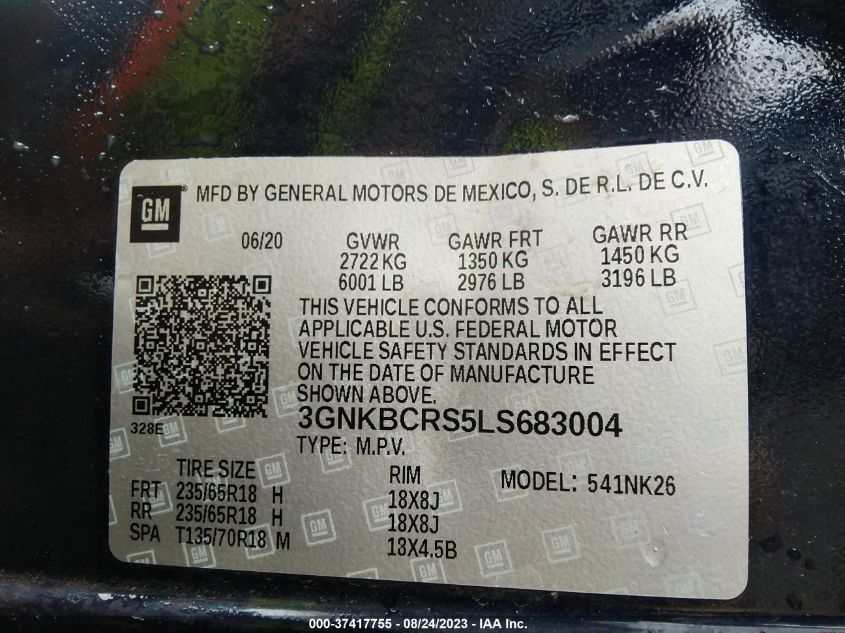 GM ® MFD BY GENERAL MOTORS DE MEXICO, S. DE R.L. DE C.V.
06/20 GVWR GAWR FRT GAWR RR
2722 KG 1350 KG 1450 KG
6001 LB 2976 LB 3196 LB
THIS VEHICLE CONFORMS TO ALL
APPLICABLE U.S. FEDERAL MOTOR
VEHICLE SAFETY STANDARDS IN EFFECT
ON THE DATE OF MANUFACTURE
SHOWN ABOVE.
328E 3GNKBCRS5LS683004
TYPE: M.P.V.
TIRE SIZE RIM MODEL: 541NK26
FRT 235/65R18 H 18X8J
RR 235/65R18 H 18X8J
SPA T135/70R18 M 18X4.5B
000-37417755 - 08/24/2023 - IAA Inc.